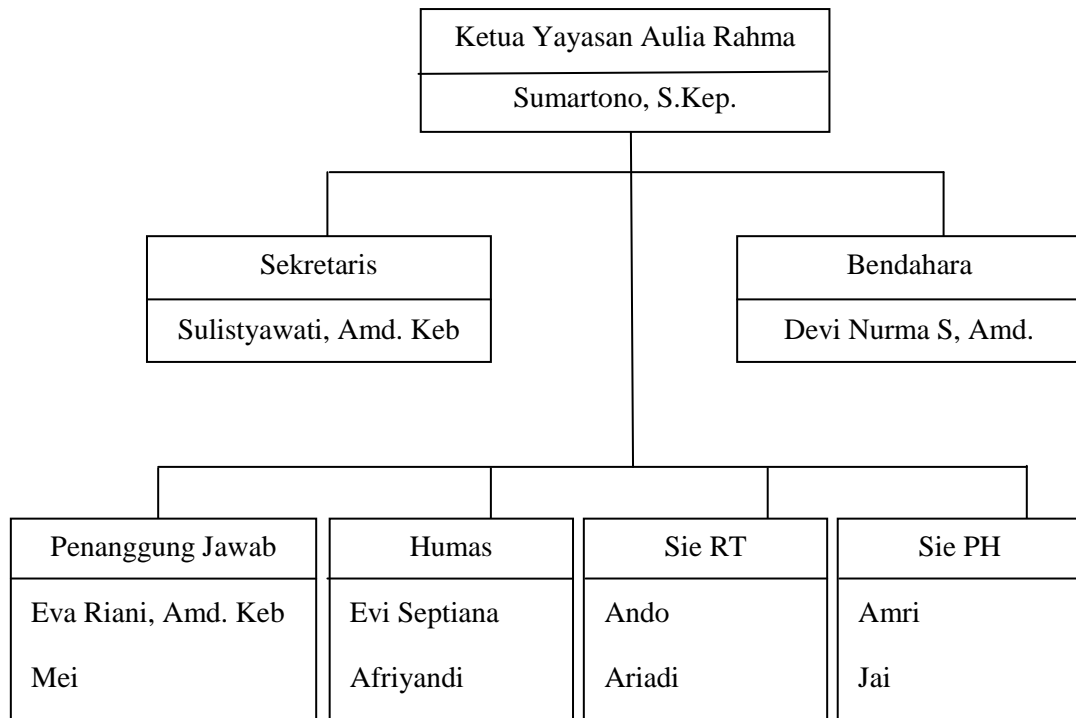 Ketua Yayasan Aulia Rahma
Sumartono, S.Kep.
Sekretaris
Sulistyawati, Amd. Keb
Bendahara
Devi Nurma S, Amd.
Penanggung Jawab
Eva Riani, Amd. Keb
Mei
Humas
Evi Septiana
Afriyandi
Sie RT
Ando
Ariadi
Sie PH
Amri
Jai